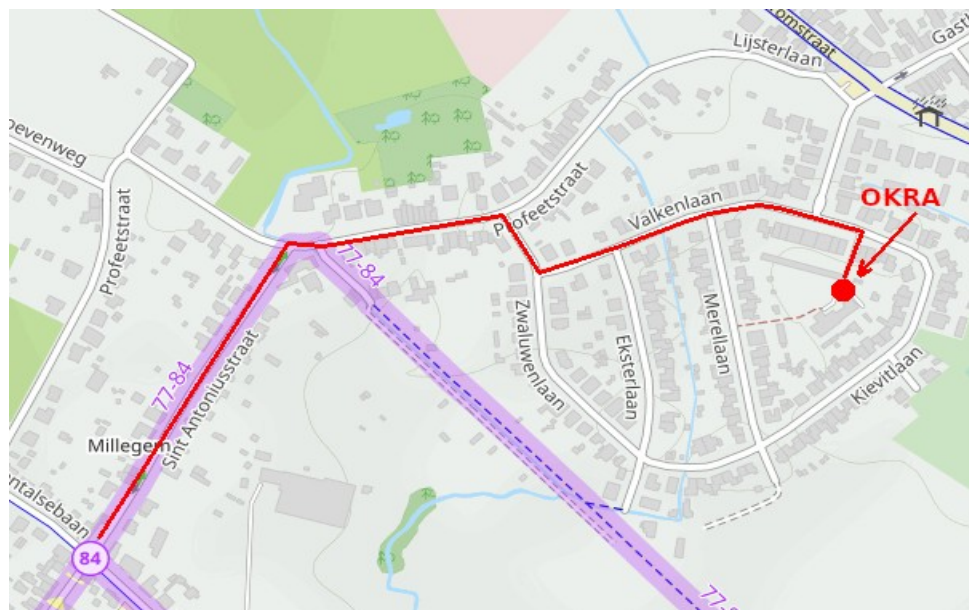 Lijsterlaan
OKRA
Profeetstraat
Valkenlaan
77-84
Profeetstraat
Zwaluwenlaan
Eksterlaan
Merellaan
Kievitlaan
77-84
Sint Antoniusstraat
Millegem
84